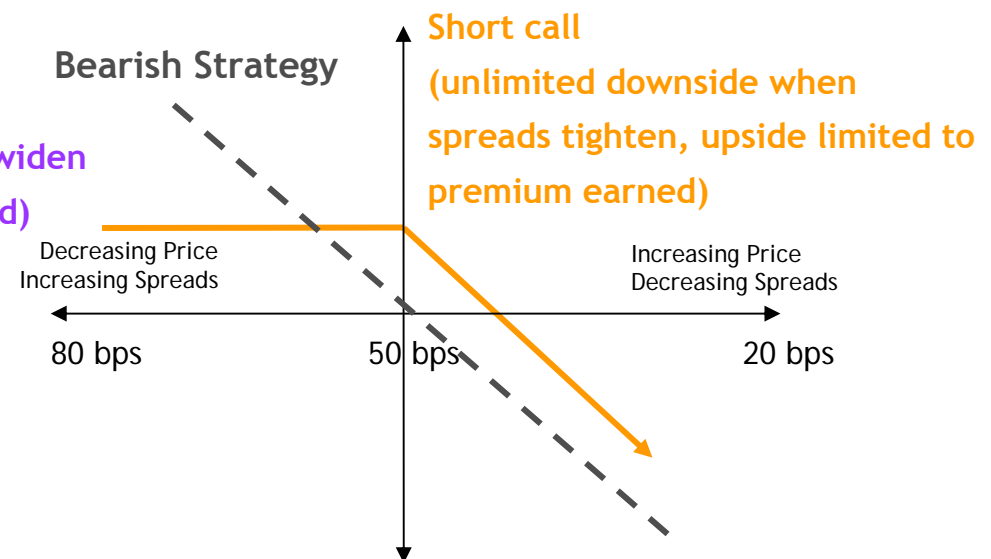 Short call
(unlimited downside when
spreads tighten, upside limited to
premium earned)
Bearish Strategy
widen
Decreasing Price
Increasing Spreads
Increasing Price
Decreasing Spreads
80 bps
50 bps
20 bps